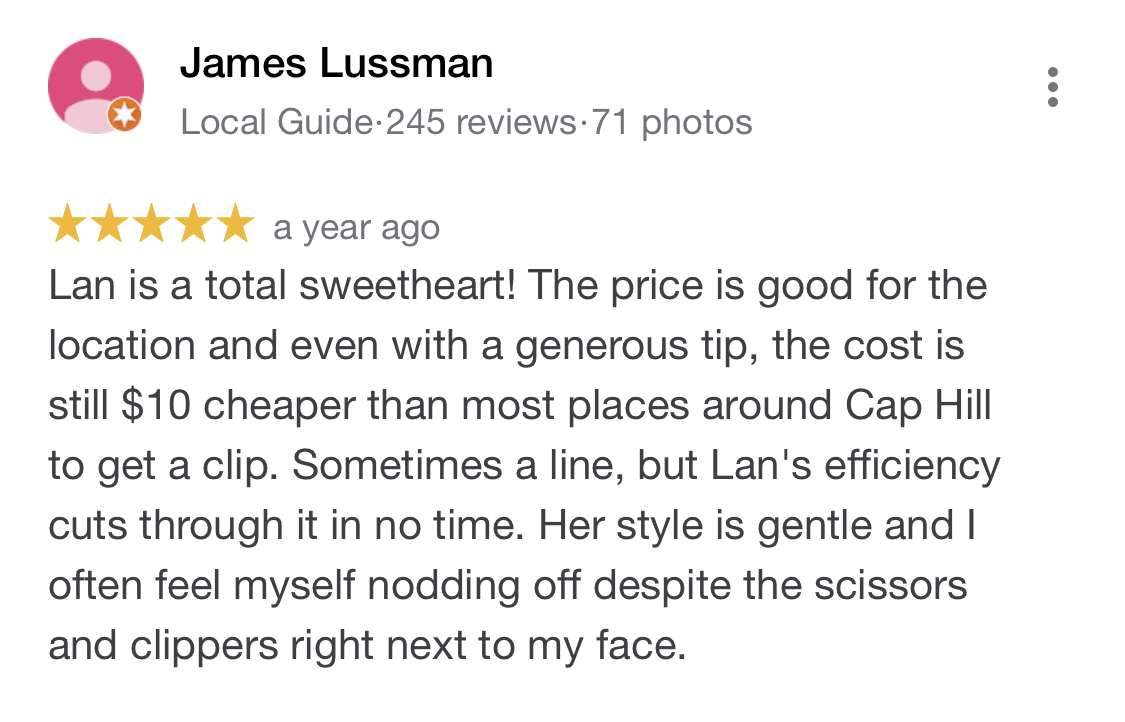 James Lussman
Local Guide·245 reviews·71 photos
a year ago
Lan is a total sweetheart! The price is good for the
location and even with a generous tip, the cost is
still $10 cheaper than most places around Cap Hill
to get a clip. Sometimes a line, but Lan's efficiency
cuts through it in no time. Her style is gentle and I
often feel myself nodding off despite the scissors
and clippers right next to my face.